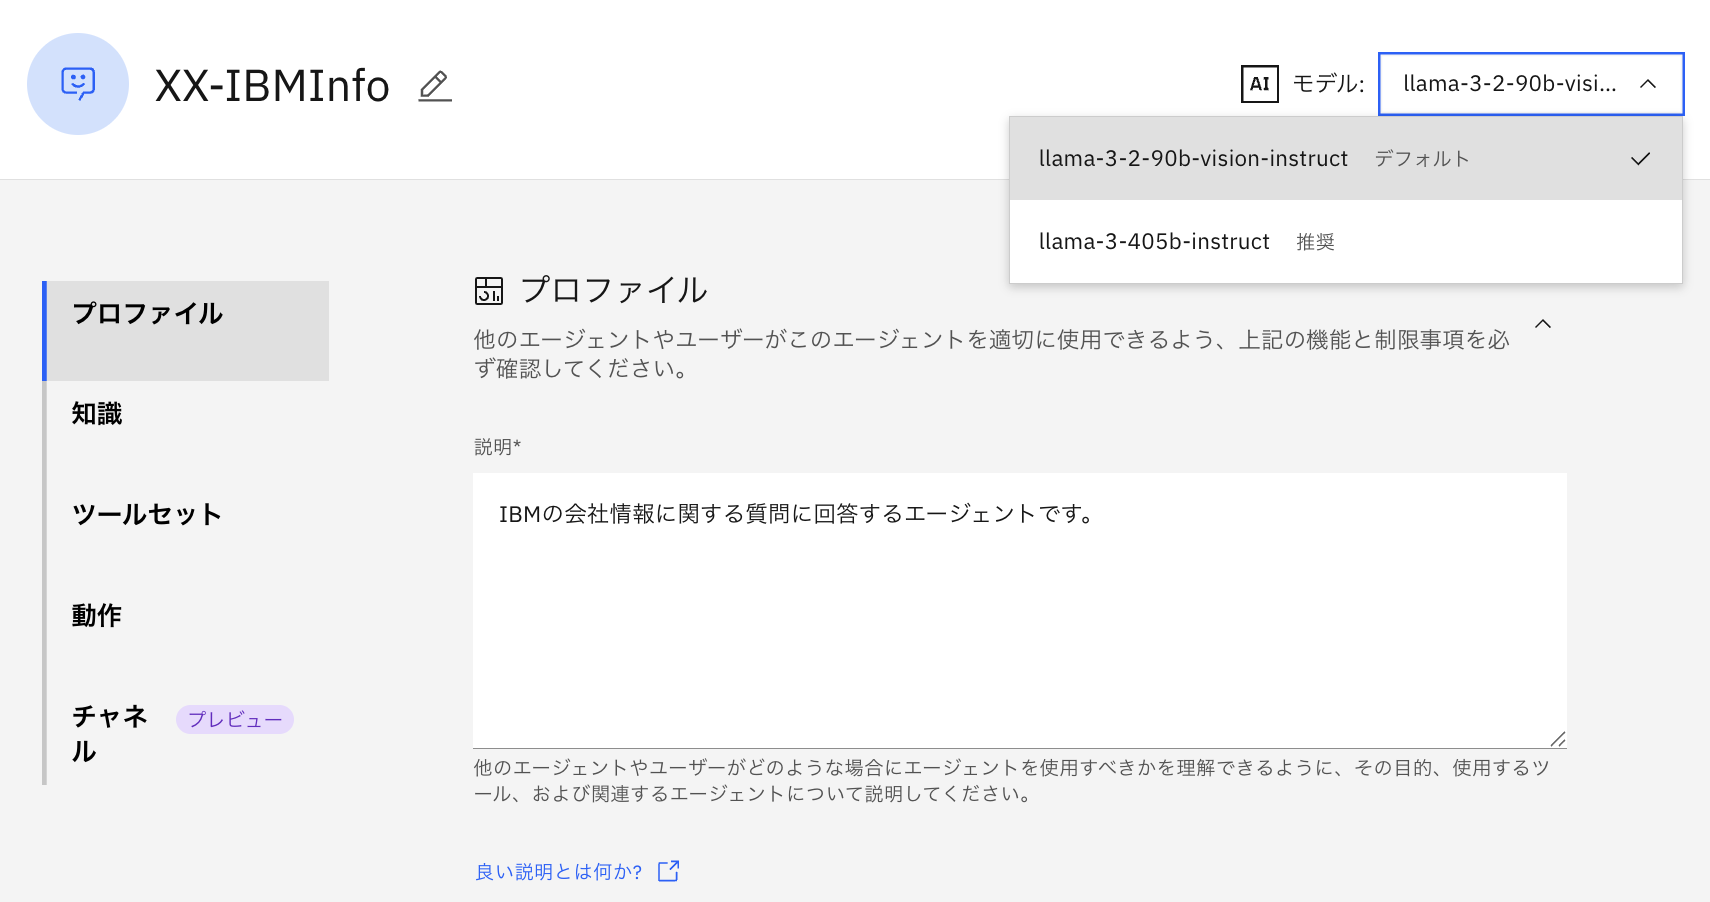 XX-IBMInfo
AI モデル: llama-3-2-90b-visi...
llama-3-2-90b-vision-instruct デフォルト
llama-3-405b-instruct 推奨
プロファイル
知識
ツールセット
動作
チャネ
ル
プレビュー
プロファイル
他のエージェントやユーザーがこのエージェントを適切に使用できるよう、上記の機能と制限事項を必
ず確認してください。
説明*
IBMの会社情報に関する質問に回答するエージェントです。
他のエージェントやユーザーがどのような場合にエージェントを使用すべきかを理解できるように、その目的、使用するツ
ール、および関連するエージェントについて説明してください。
良い説明とは何か?